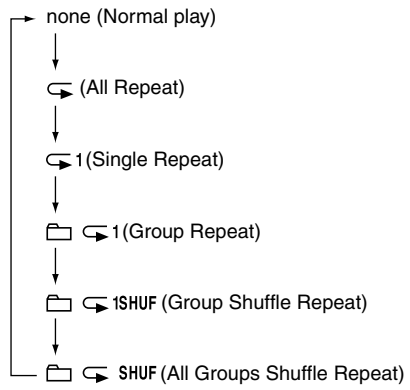 none (Normal play)
(All Repeat)
1 (Single Repeat)
1 (Group Repeat)
1SHUF (Group Shuffle Repeat)
SHUF (All Groups Shuffle Repeat)